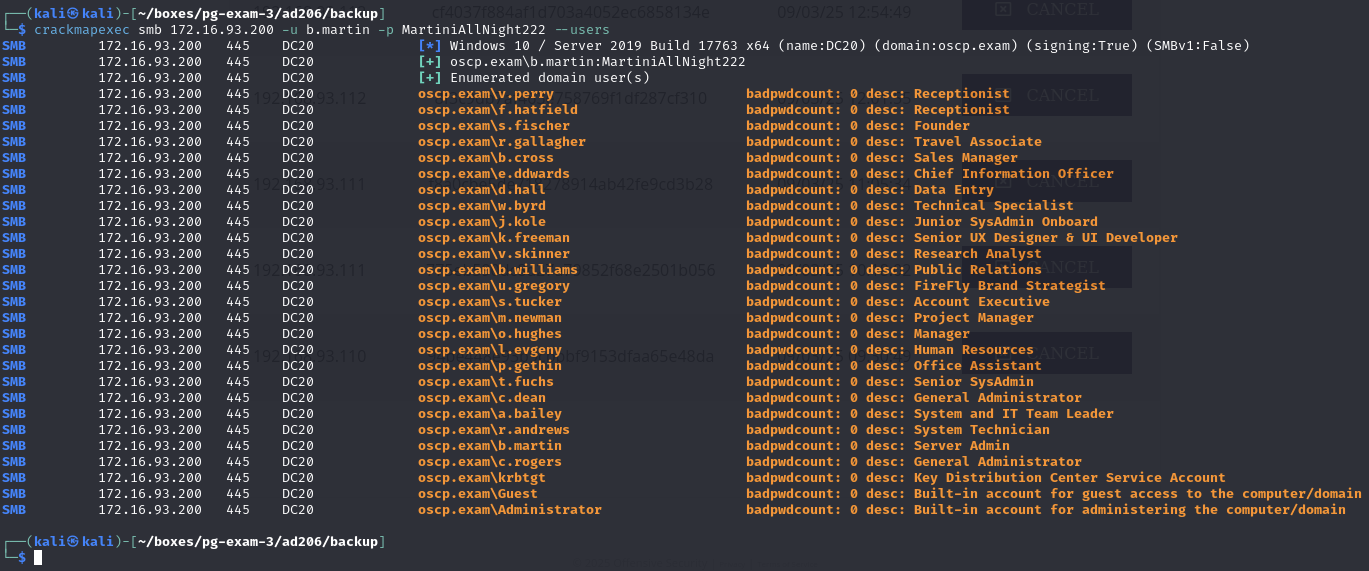 ┌──(kali㉿kali)-[~/boxes/pg-exam-3/ad206/backup]
└─$ crackmapexec smb 172.16.93.200 -u b.martin -p MartiniAllNight222 --users
SMB 172.16.93.200 445 DC20 [*] Windows 10 / Server 2019 Build 17763 x64 (name:DC20) (domain:oscp.exam) (signing:True) (SMBv1:False)
SMB 172.16.93.200 445 DC20 [+] oscp.exam\b.martin:MartiniAllNight222
SMB 172.16.93.200 445 DC20 [+] Enumerated domain user(s)
SMB 172.16.93.200 445 DC20 oscp.exam\v.perry badpwdcount: 0 desc: Receptionist
SMB 172.16.93.200 445 DC20 oscp.exam\f.hatfield badpwdcount: 0 desc: Receptionist
SMB 172.16.93.200 445 DC20 oscp.exam\s.fischer badpwdcount: 0 desc: Founder
SMB 172.16.93.200 445 DC20 oscp.exam\r.gallagher badpwdcount: 0 desc: Travel Associate
SMB 172.16.93.200 445 DC20 oscp.exam\b.cross badpwdcount: 0 desc: Sales Manager
SMB 172.16.93.200 445 DC20 oscp.exam\e.ddwards badpwdcount: 0 desc: Chief Information Officer
SMB 172.16.93.200 445 DC20 oscp.exam\d.hall badpwdcount: 0 desc: Data Entry
SMB 172.16.93.200 445 DC20 oscp.exam\w.byrd badpwdcount: 0 desc: Technical Specialist
SMB 172.16.93.200 445 DC20 oscp.exam\j.kole badpwdcount: 0 desc: Junior SysAdmin Onboard
SMB 172.16.93.200 445 DC20 oscp.exam\k.freeman badpwdcount: 0 desc: Senior UX Designer & UI Developer
SMB 172.16.93.200 445 DC20 oscp.exam\v.skinner badpwdcount: 0 desc: Research Analyst
SMB 172.16.93.200 445 DC20 oscp.exam\b.williams badpwdcount: 0 desc: Public Relations
SMB 172.16.93.200 445 DC20 oscp.exam\u.gregory badpwdcount: 0 desc: FireFly Brand Strategist
SMB 172.16.93.200 445 DC20 oscp.exam\s.tucker badpwdcount: 0 desc: Account Executive
SMB 172.16.93.200 445 DC20 oscp.exam\m.newman badpwdcount: 0 desc: Project Manager
SMB 172.16.93.200 445 DC20 oscp.exam\o.hughes badpwdcount: 0 desc: Manager
SMB 172.16.93.200 445 DC20 oscp.exam\l.evgeny badpwdcount: 0 desc: Human Resources
SMB 172.16.93.200 445 DC20 oscp.exam\p.gethin badpwdcount: 0 desc: Office Assistant
SMB 172.16.93.200 445 DC20 oscp.exam\t.fuchs badpwdcount: 0 desc: Senior SysAdmin
SMB 172.16.93.200 445 DC20 oscp.exam\c.dean badpwdcount: 0 desc: General Administrator
SMB 172.16.93.200 445 DC20 oscp.exam\a.bailey badpwdcount: 0 desc: System and IT Team Leader
SMB 172.16.93.200 445 DC20 oscp.exam\r.andrews badpwdcount: 0 desc: System Technician
SMB 172.16.93.200 445 DC20 oscp.exam\b.martin badpwdcount: 0 desc: Server Admin
SMB 172.16.93.200 445 DC20 oscp.exam\c.rogers badpwdcount: 0 desc: General Administrator
SMB 172.16.93.200 445 DC20 oscp.exam\krbtgt badpwdcount: 0 desc: Key Distribution Center Service Account
SMB 172.16.93.200 445 DC20 oscp.exam\Guest badpwdcount: 0 desc: Built-in account for guest access to the computer/domain
SMB 172.16.93.200 445 DC20 oscp.exam\Administrator badpwdcount: 0 desc: Built-in account for administering the computer/domain
┌──(kali㉿kali)-[~/boxes/pg-exam-3/ad206/backup]
└─$